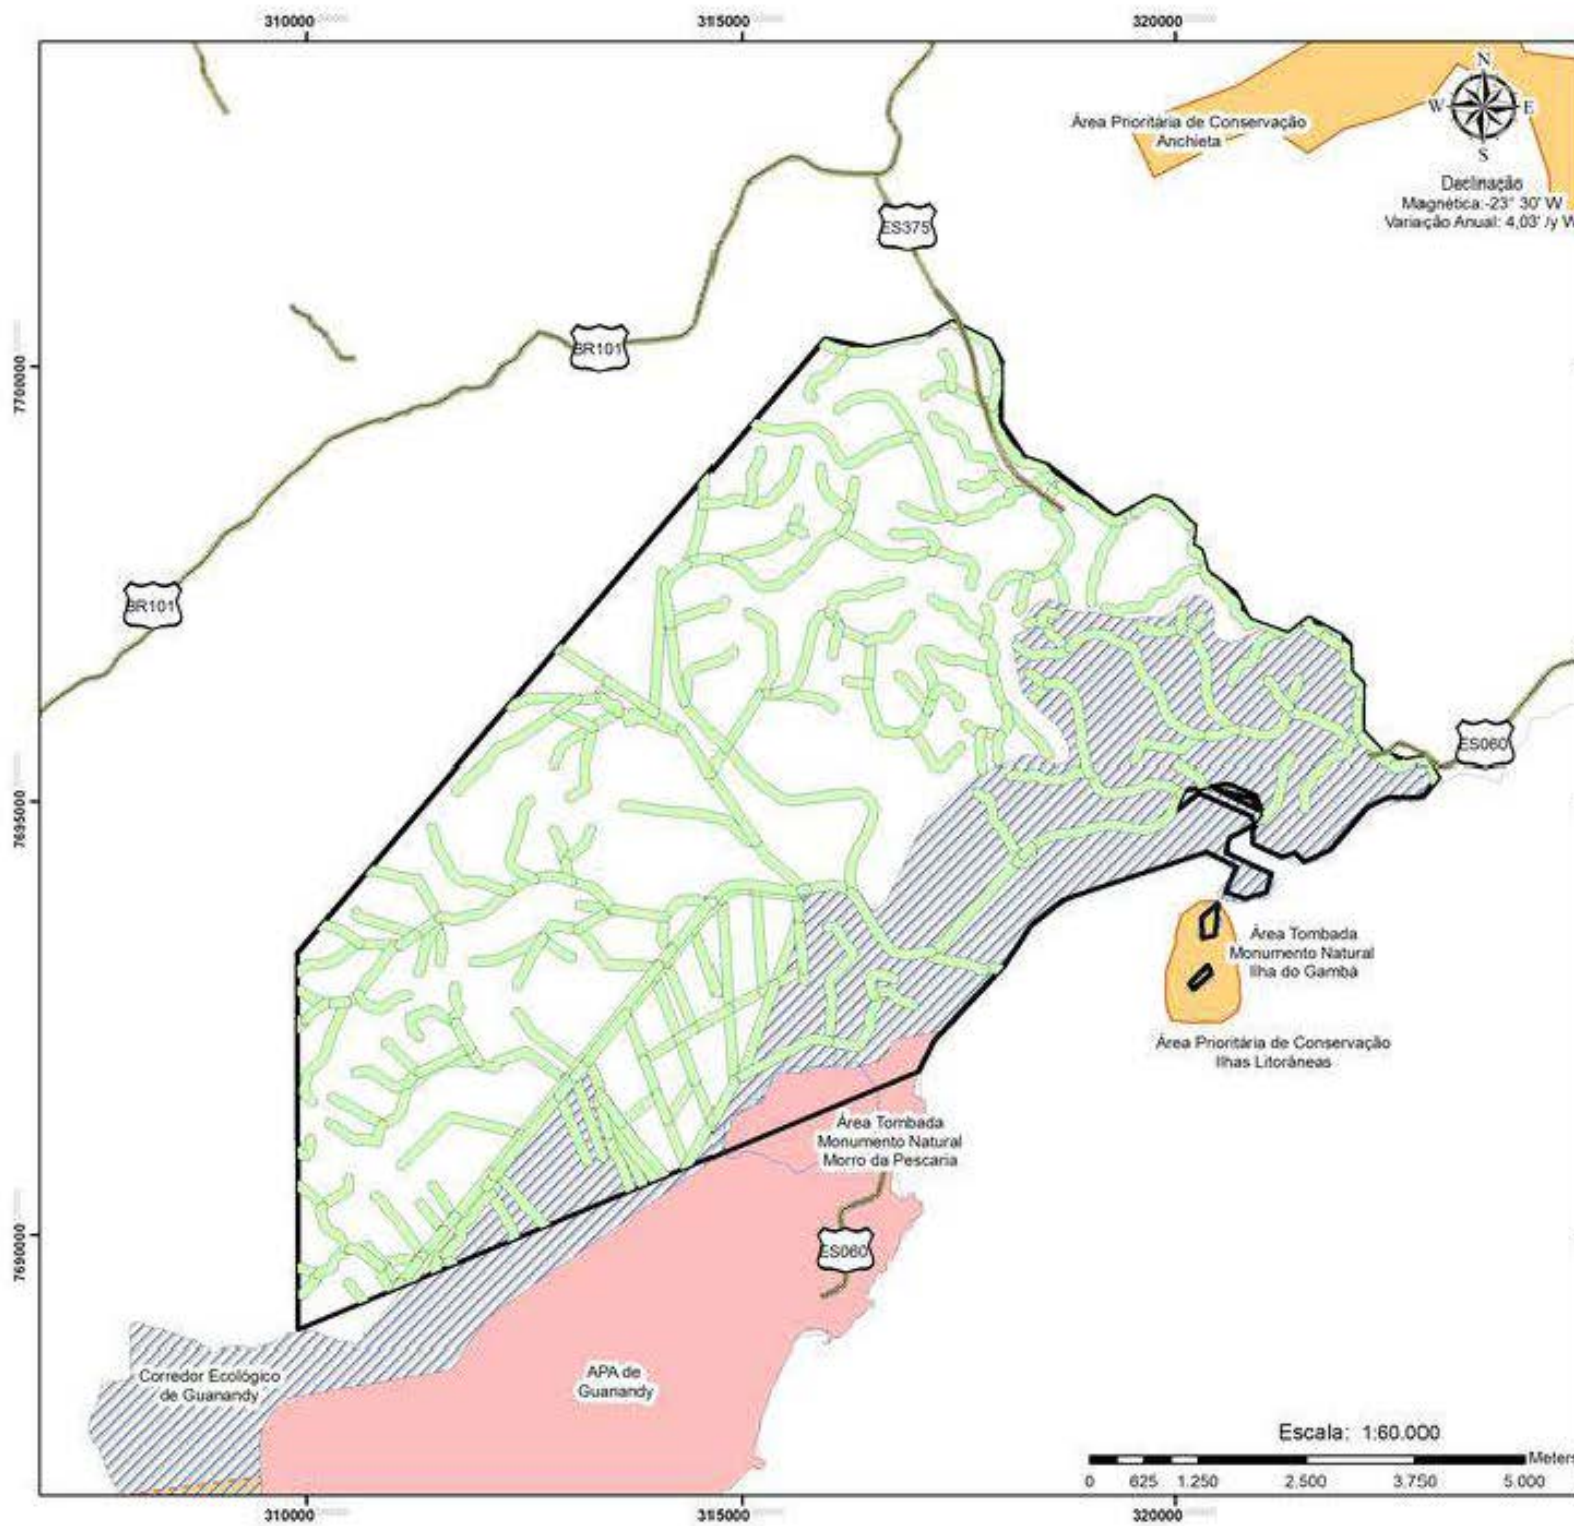 310000
315000
320000
Área Prioritária de Conservação
Anchieta
N
W
E
S
Declinação
Magnética:-23° 30' W
Variação Anual: 4,03' /y W
ES375
BR101
7700000
BR101
ES060
7695000
Área Tombada
Monumento Natural
Ilha do Gambá
Área Prioritária de Conservação
Ilhas Litorâneas
Área Tombada
Monumento Natural
Morro da Pescaria
7690000
ES060
Corredor Ecológico
de Guanandy
APA de
Guanandy
Escala: 1:60.000
Meters
0 625 1.250 2.500 3.750 5.000
310000
315000
320000